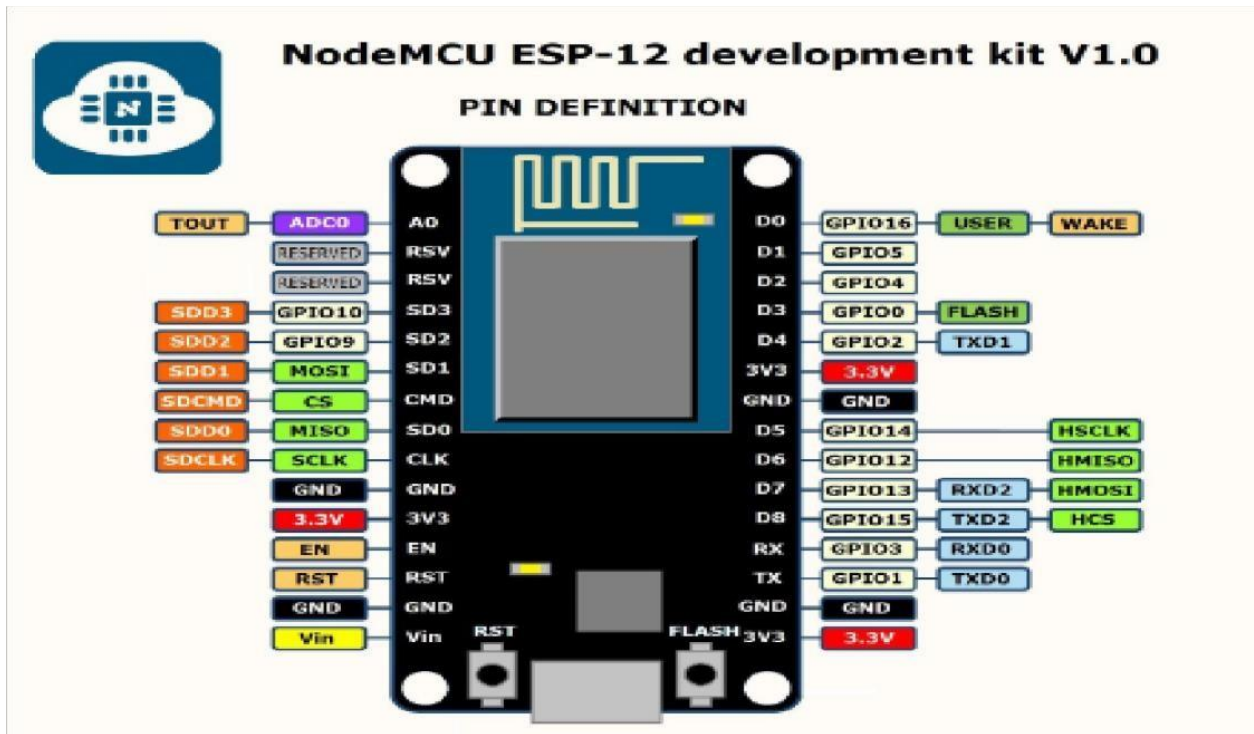 NodeMCU ESP-12 development kit V1.0
PIN DEFINITION
N
TOUT ADC0 A0 D0 GPIO16 USER WAKE
RESERVED RSV D1 GPIO5
RESERVED RSV D2 GPIO4
SDD3 GPIO10 SD3 D3 GPIO0 FLASH
SDD2 GPIO9 SD2 D4 GPIO2 TXD1
SDD1 MOSI SD1 3V3 3.3V
SDCMD CS CMD GND GND
SDD0 MISO SD0 D5 GPIO14 HSCLK
SDCLK SCLK CLK D6 GPIO12 HMISO
GND GND D7 GPIO13 RXD2 HMOSI
3.3V 3V3 D8 GPIO15 TXD2 HCS
EN EN RX GPIO3 RXD0
RST RST TX GPIO1 TXD0
GND GND GND GND
Vin Vin RST FLASH 3V3 3.3V